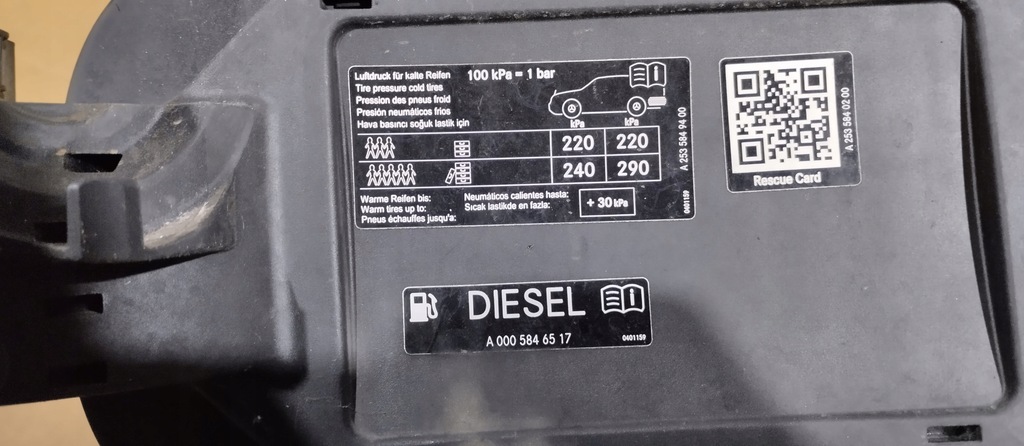 Luftdruck für kalte Reifen 100 kPa = 1 bar
Tire pressure cold tires
Pression des pneus froid
Presión neumáticos frios
Hava basıncı soğuk lastik için
kPa kPa
220 220
240 290
Warme Reifen bis: Neumáticos calientes hasta:
Warm tires up to: Sıcak lastikde en fazla:
Pneus échauffes jusqu'a:
+ 30 kPa
A 253 584 94 00
0401159
Rescue Card
A 253 584 02 00
DIESEL
A 000 584 65 17 0401159